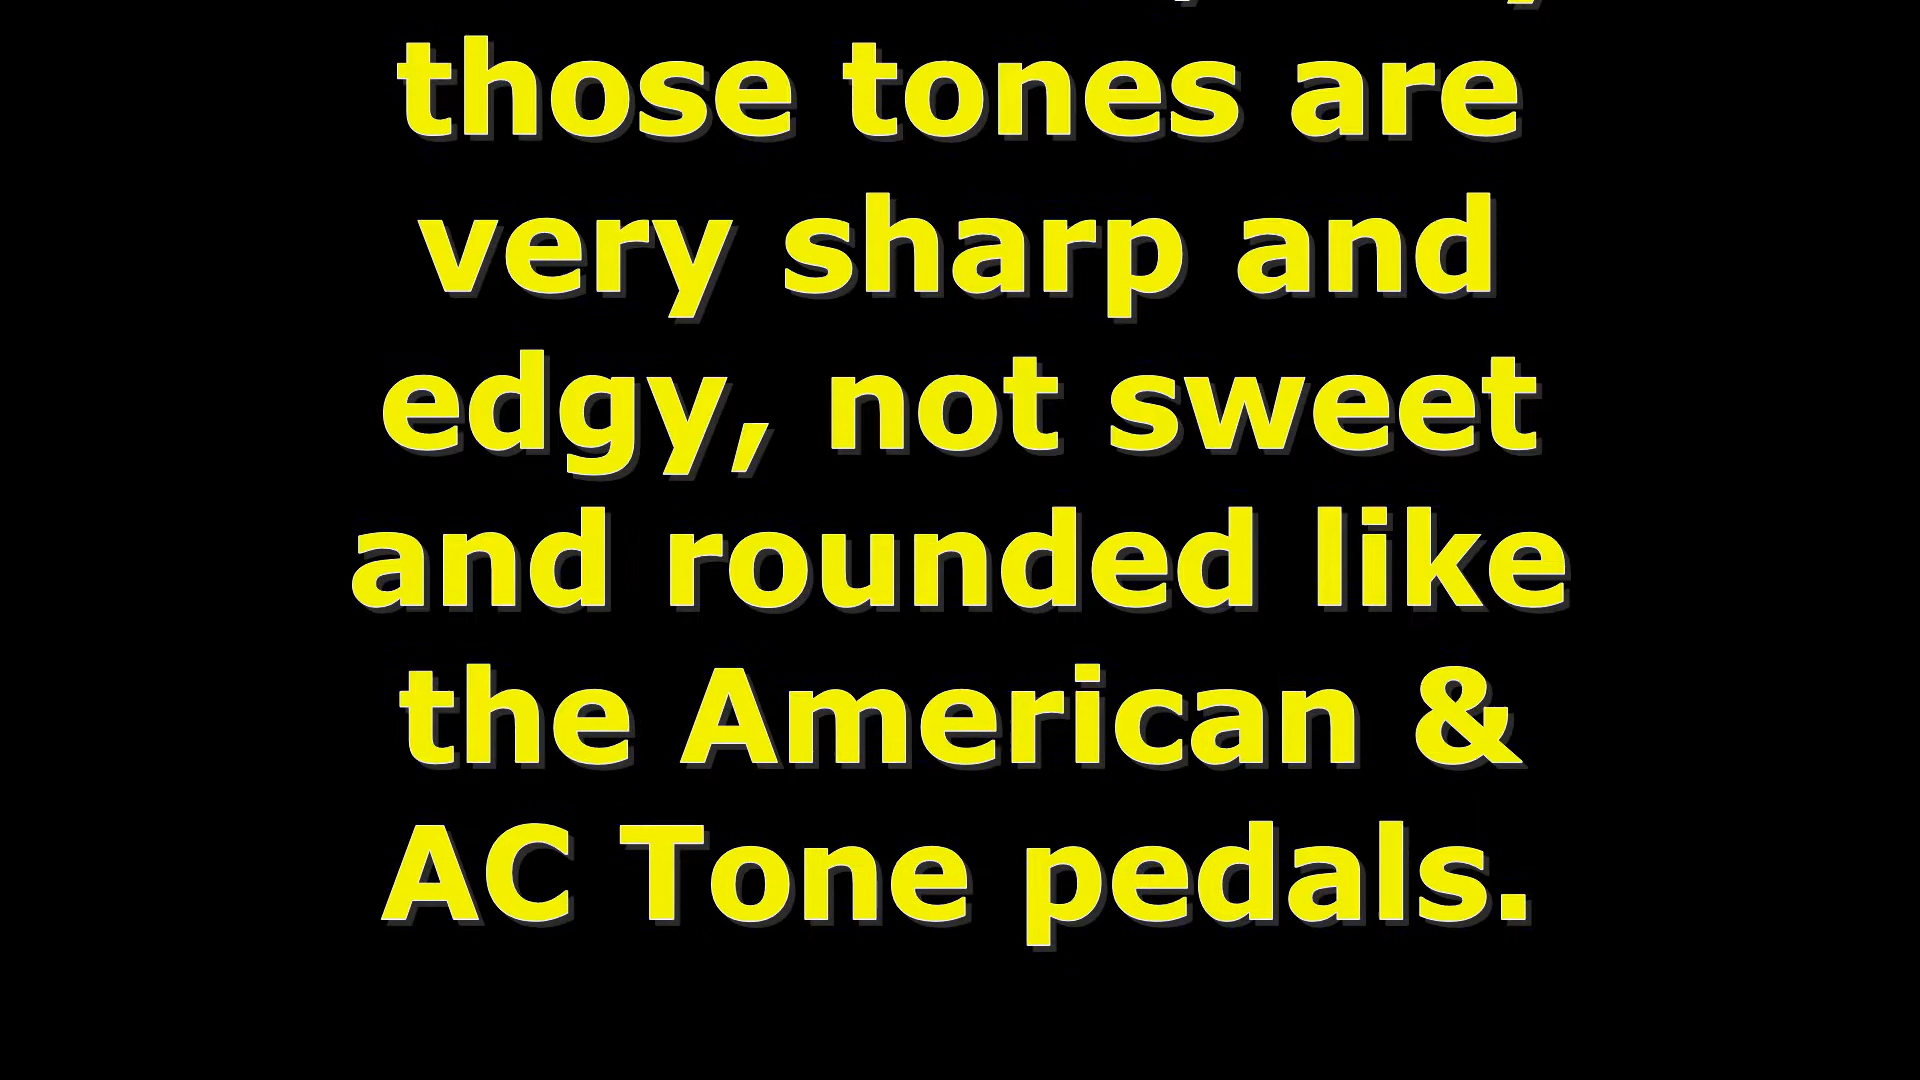 those tones are
very sharp and
edgy, not sweet
and rounded like
the American &
AC Tone pedals.